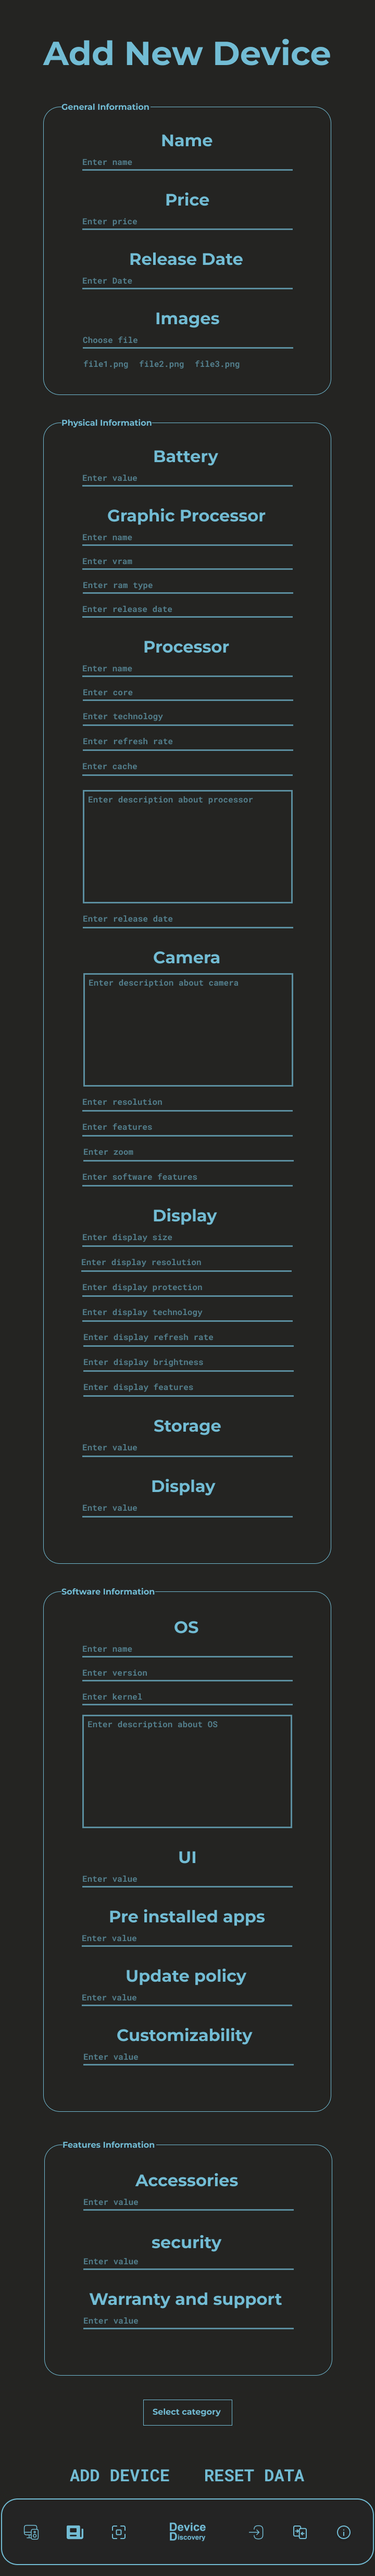 Add New Device
General Information
Name
Enter name
Price
Enter price
Release Date
Enter Date
Images
Choose file
file1.png file2.png file3.png
Physical Information
Battery
Enter value
Graphic Processor
Enter name
Enter vram
Enter ram type
Enter release date
Processor
Enter name
Enter core
Enter technology
Enter refresh rate
Enter cache
Enter description about processor
Enter release date
Camera
Enter description about camera
Enter resolution
Enter features
Enter zoom
Enter software features
Display
Enter display size
Enter display resolution
Enter display protection
Enter display technology
Enter display refresh rate
Enter display brightness
Enter display features
Storage
Enter value
Display
Enter value
Software Information
OS
Enter name
Enter version
Enter kernel
Enter description about OS
UI
Enter value
Pre installed apps
Enter value
Update policy
Enter value
Customizability
Enter value
Features Information
Accessories
Enter value
security
Enter value
Warranty and support
Enter value
Select category
ADD DEVICE RESET DATA
Device
Discovery